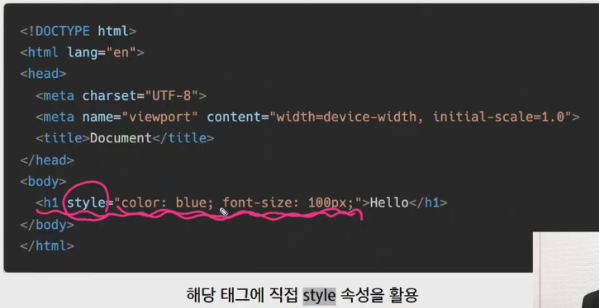 <!DOCTYPE html>
<html lang="en">
<head>
<meta charset="UTF-8">
<meta name="viewport" content="width=device-width, initial-scale=1.0">
<title>Document</title>
</head>
<body>
<h1 style="color: blue; font-size: 100px;">Hello</h1>
</body>
</html>
해당 태그에 직접 style 속성을 활용